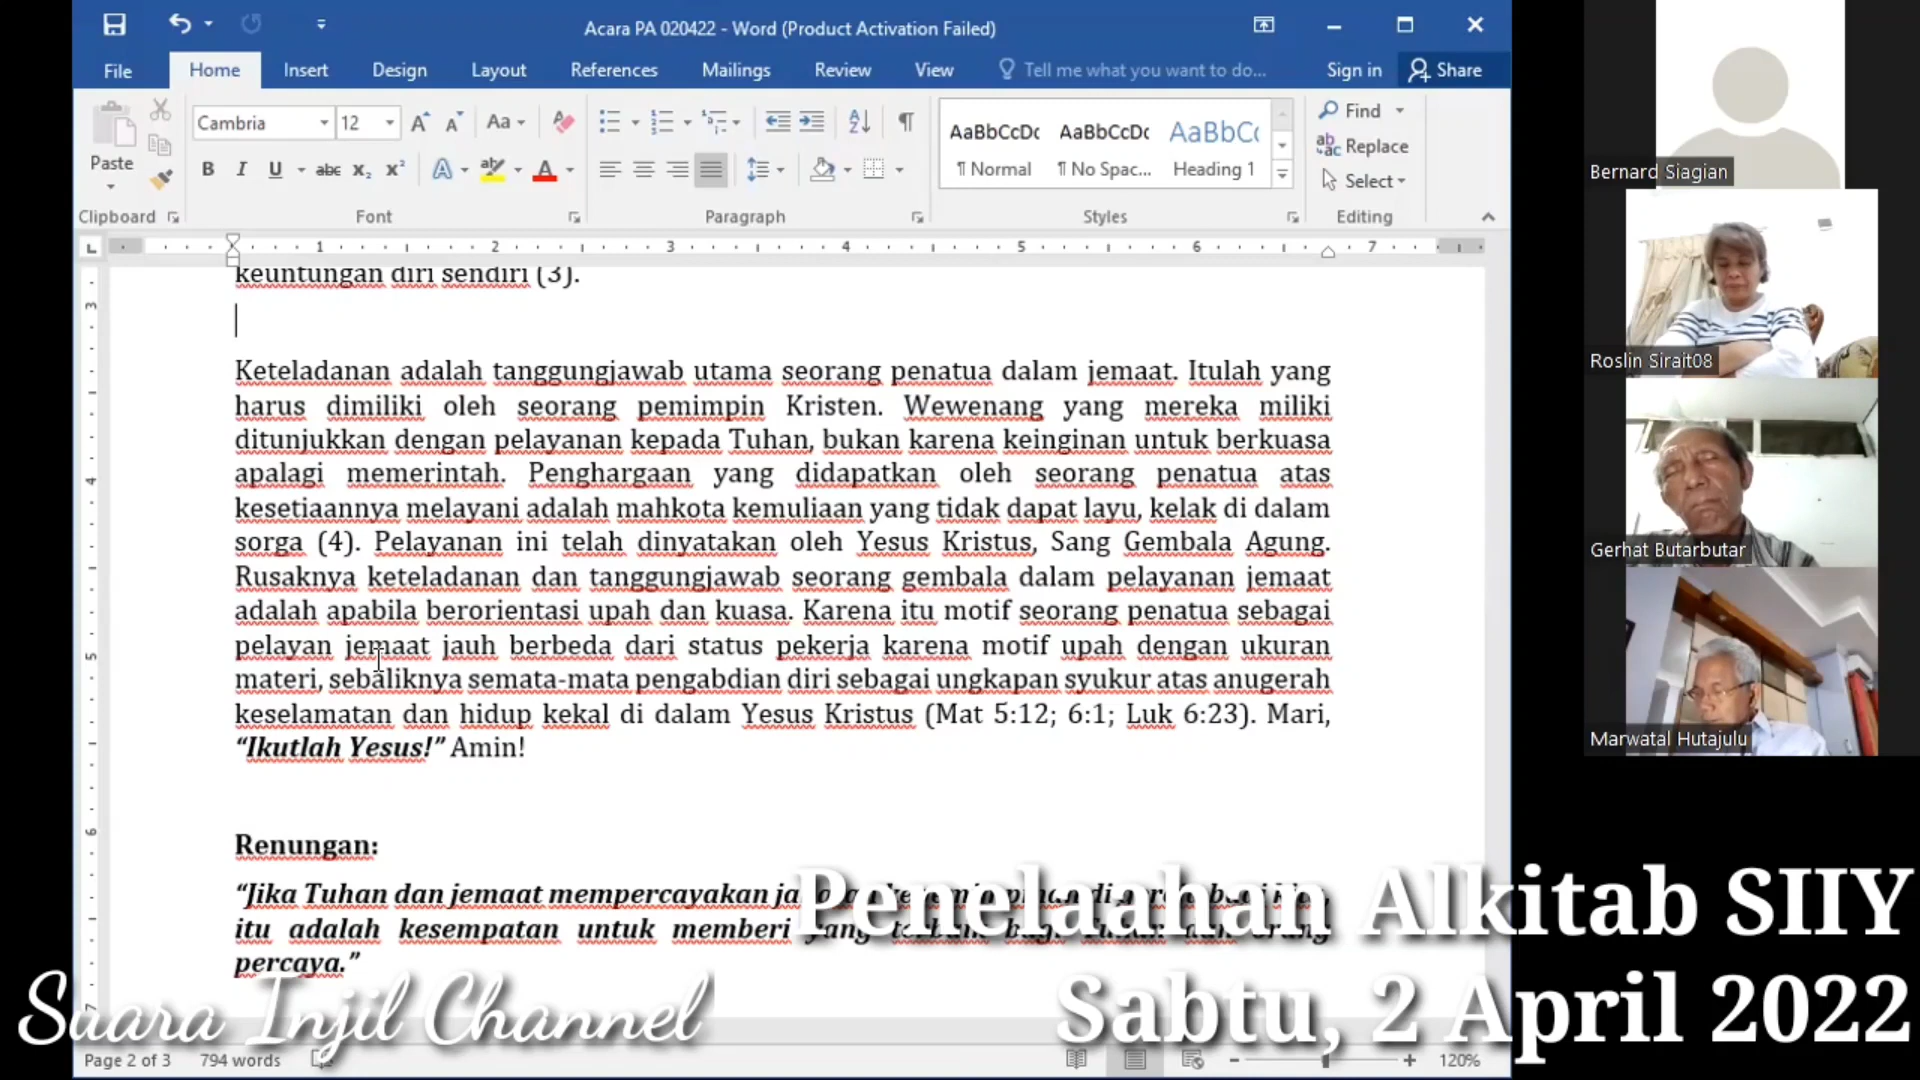 Acara PA 020422 - Word (Product Activation Failed)
File Home Insert Design Layout References Mailings Review View Tell me what you want to do... Sign in Share
Paste
Clipboard
Cambria 12
Font
Paragraph
AaBbCcDc AaBbCcDc AaBbC
¶ Normal ¶ No Spac... Heading 1
Styles
Find
Replace
Select
Editing
1 2 3 4 5 6 7
keuntungan diri sendiri (3).
Keteladanan adalah tanggungjawab utama seorang penatua dalam jemaat. Itulah yang
harus dimiliki oleh seorang pemimpin Kristen. Wewenang yang mereka miliki
ditunjukkan dengan pelayanan kepada Tuhan, bukan karena keinginan untuk berkuasa
apalagi memerintah. Penghargaan yang didapatkan oleh seorang penatua atas
kesetiaannya melayani adalah mahkota kemuliaan yang tidak dapat layu, kelak di dalam
sorga (4). Pelayanan ini telah dinyatakan oleh Yesus Kristus, Sang Gembala Agung.
Rusaknya keteladanan dan tanggungjawab seorang gembala dalam pelayanan jemaat
adalah apabila berorientasi upah dan kuasa. Karena itu motif seorang penatua sebagai
pelayan jemaat jauh berbeda dari status pekerja karena motif upah dengan ukuran
materi, sebaliknya semata-mata pengabdian diri sebagai ungkapan syukur atas anugerah
keselamatan dan hidup kekal di dalam Yesus Kristus (Mat 5:12; 6:1; Luk 6:23). Mari,
“Ikutlah Yesus!” Amin!
Renungan:
“Jika Tuhan dan jemaat mempercayakan
itu adalah kesempatan untuk memberi yang
percaya.”
Page 2 of 3 794 words 120%
Bernard Siagian
Roslin Sirait08
Gerhat Butarbutar
Marwatal Hutajulu
Penelaahan Alkitab SIIY
Sabtu, 2 April 2022
Suara Injil Channel